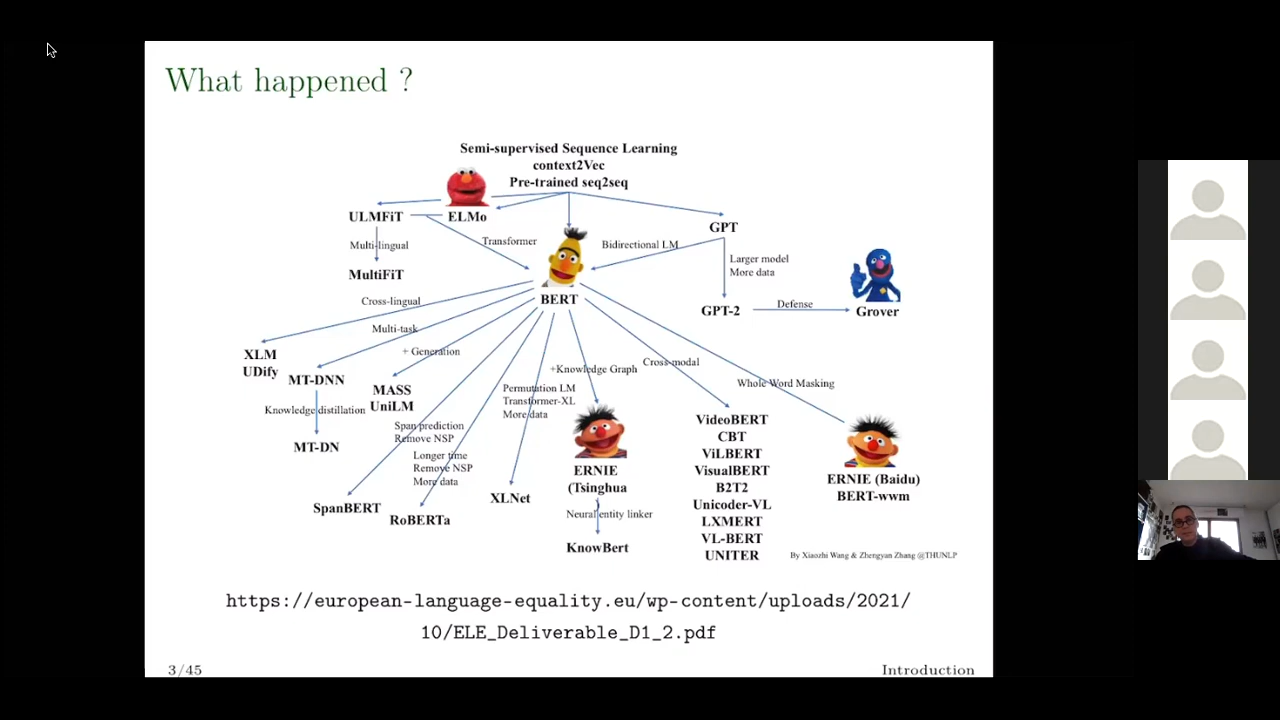 What happened ?
Semi-supervised Sequence Learning
context2Vec
Pre-trained seq2seq
ULMFiT
ELMo
GPT
Multi-lingual
Transformer
Bidirectional LM
Larger model
More data
MultiFiT
BERT
Cross-lingual
GPT-2
Defense
Grover
Multi-task
+ Generation
XLM
UDify
MT-DNN
MASS
UniLM
+Knowledge Graph
Cross-modal
Whole Word Masking
Permutation LM
Transformer-XL
More data
Knowledge distillation
Span prediction
Remove NSP
MT-DN
Longer time
Remove NSP
More data
SpanBERT
RoBERTa
XLNet
ERNIE
(Tsinghua
)
Neural entity linker
KnowBert
VideoBERT
CBT
ViLBERT
VisualBERT
B2T2
Unicoder-VL
LXMERT
VL-BERT
UNITER
ERNIE (Baidu)
BERT-wwm
By Xiaozhi Wang & Zhengyan Zhang @THUNLP
https://european-language-equality.eu/wp-content/uploads/2021/
10/ELE_Deliverable_D1_2.pdf
3/45
Introduction